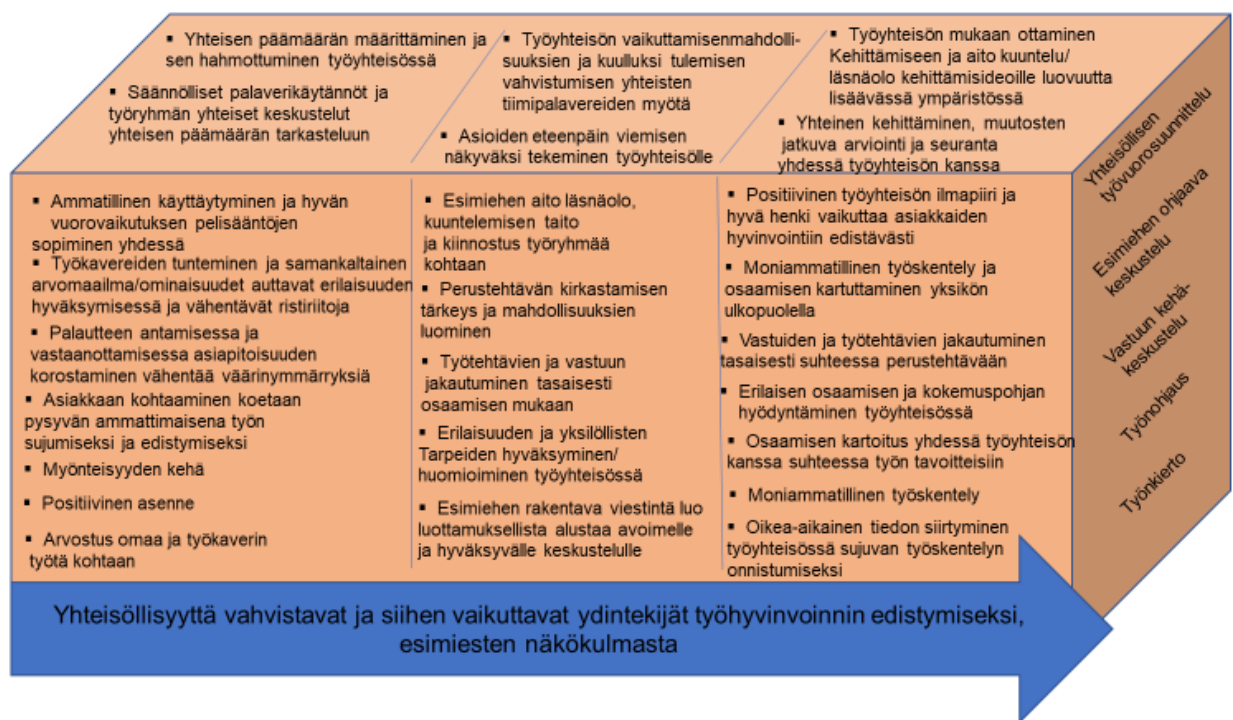 ▪ Yhteisen päämäärän määrittäminen ja
sen hahmottuminen työyhteisössä
▪ Säännölliset palaverikäytännöt ja
työryhmän yhteiset keskustelut
yhteisen päämäärän tarkasteluun
▪ Työyhteisön vaikuttamisenmahdolli-
suuksien ja kuulluksi tulemisen
vahvistumisen yhteisten
tiimipalavereiden myötä
▪ Asioiden eteenpäin viemisen
näkyväksi tekeminen työyhteisölle
▪ Työyhteisön mukaan ottaminen
Kehittämiseen ja aito kuuntelu/
läsnäolo kehittämisideoille luovuutta
lisäävässä ympäristössä
▪ Yhteinen kehittäminen, muutosten
jatkuva arviointi ja seuranta
yhdessä työyhteisön kanssa
▪ Ammatillinen käyttäytyminen ja hyvän
vuorovaikutuksen pelisääntöjen
sopiminen yhdessä
▪ Työkavereiden tunteminen ja samankaltainen
arvomaailma/ominaisuudet auttavat erilaisuuden
hyväksymisessä ja vähentävät ristiriitoja
▪ Palautteen antamisessa ja
vastaanottamisessa asiapitoisuuden
korostaminen vähentää väärinymmärryksiä
▪ Asiakkaan kohtaaminen koetaan
pysyvän ammattimaisena työn
sujumiseksi ja edistymiseksi
▪ Myönteisyyden kehä
▪ Positiivinen asenne
▪ Arvostus omaa ja työkaverin
työtä kohtaan
▪ Esimiehen aito läsnäolo,
kuuntelemisen taito
ja kiinnostus työryhmää
kohtaan
▪ Perustehtävän kirkastamisen
tärkeys ja mahdollisuuksien
luominen
▪ Työtehtävien ja vastuun
jakautuminen tasaisesti
osaamisen mukaan
▪ Erilaisuuden ja yksilöllisten
Tarpeiden hyväksyminen/
huomioiminen työyhteisössä
▪ Esimiehen rakentava viestintä luo
luottamuksellista alustaa avoimelle
ja hyväksyvälle keskustelulle
▪ Positiivinen työyhteisön ilmapiiri ja
hyvä henki vaikuttaa asiakkaiden
hyvinvointiin edistävästi
▪ Moniammatillinen työskentely ja
osaamisen kartuttaminen yksikön
ulkopuolella
▪ Vastuiden ja työtehtävien jakautuminen
tasaisesti suhteessa perustehtävään
▪ Erilaisen osaamisen ja kokemuspohjan
hyödyntäminen työyhteisössä
▪ Osaamisen kartoitus yhdessä työyhteisön
kanssa suhteessa työn tavoitteisiin
▪ Moniammatillinen työskentely
▪ Oikea-aikainen tiedon siirtyminen
työyhteisössä sujuvan työskentelyn
onnistumiseksi
Yhteisöllisen
työvuorosuunnittelu
Esimiehen ohjaava
keskustelu
Vastuun kehä-
keskustelu
Työnohjaus
Työnkierto
Yhteisöllisyyttä vahvistavat ja siihen vaikuttavat ydintekijät työhyvinvoinnin edistymiseksi,
esimiesten näkökulmasta